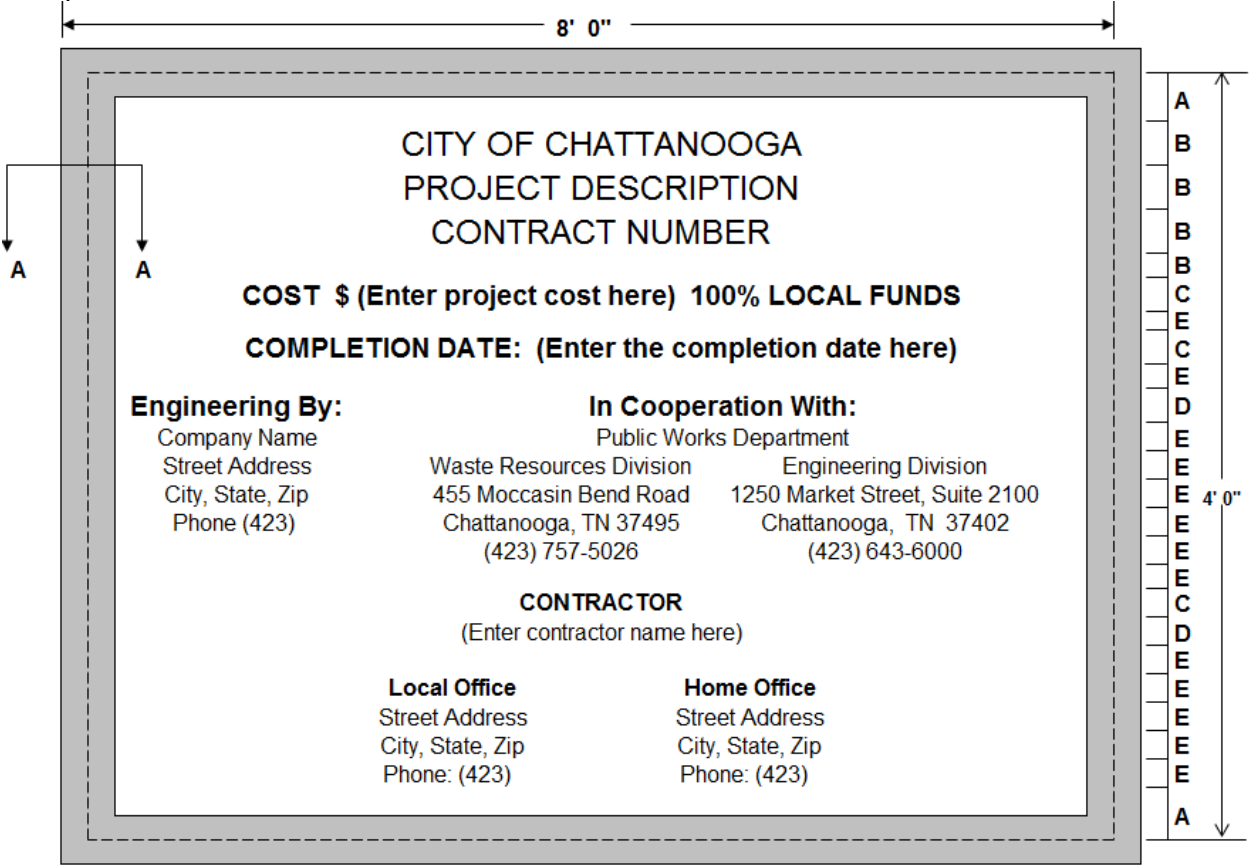 8' 0"
CITY OF CHATTANOOGA
PROJECT DESCRIPTION
CONTRACT NUMBER
A A
COST $ (Enter project cost here) 100% LOCAL FUNDS
COMPLETION DATE: (Enter the completion date here)
Engineering By:
Company Name
Street Address
City, State, Zip
Phone (423)
In Cooperation With:
Public Works Department
Waste Resources Division
455 Moccasin Bend Road
Chattanooga, TN 37495
(423) 757-5026
Engineering Division
1250 Market Street, Suite 2100
Chattanooga, TN 37402
(423) 643-6000
CONTRACTOR
(Enter contractor name here)
Local Office
Street Address
City, State, Zip
Phone: (423)
Home Office
Street Address
City, State, Zip
Phone: (423)
A
B
B
B
B
C
E
C
E
D
E
E
E
E
E
E
C
D
E
E
E
E
E
A
4' 0"